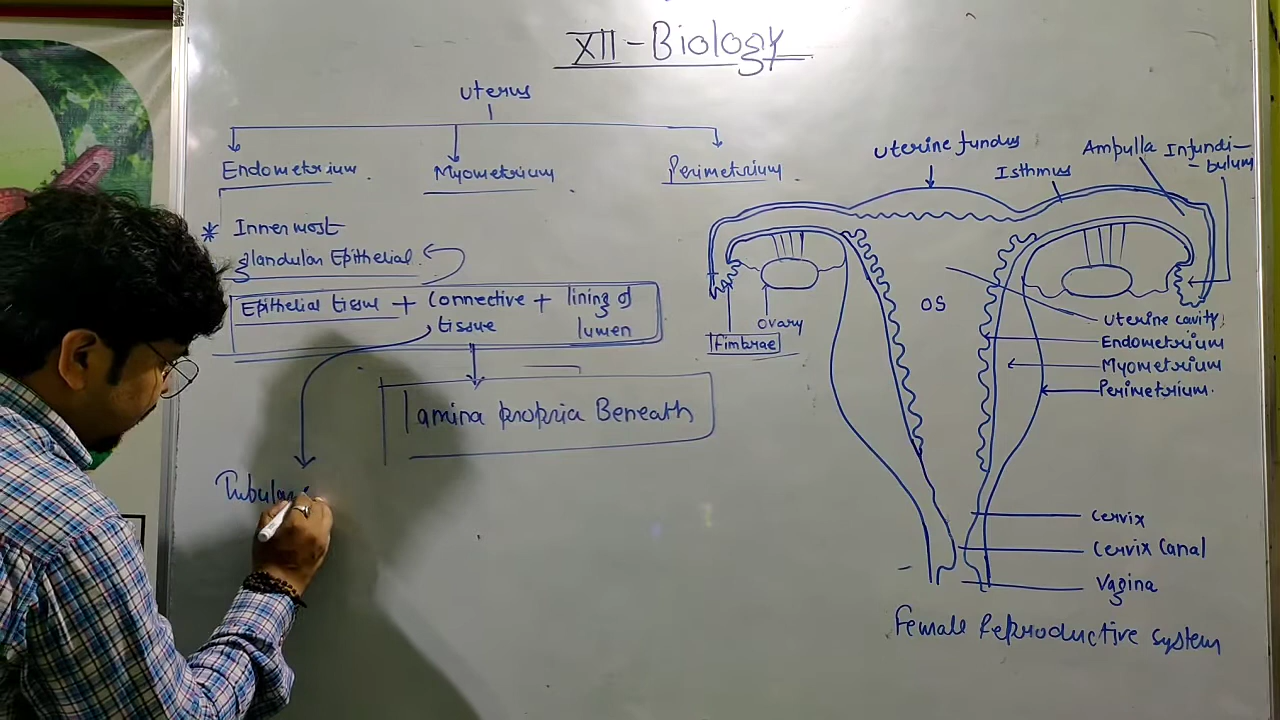 XII - Biology
uterus
Endometrium.
Myometrium.
Perimetrium.
* Innermost
glandular Epithelial.
Epithelial tissue + Connective + lining of
tissue lumen
lamina propria Beneath
Tubular
uterine fundus
Isthmus
Ampulla
Infundi-
bulum
OS
ovary
Fimbrae
uterine cavity
Endometrium
Myometrium
Perimetrium.
Cervix
Cervix Canal
Vagina
Female Reproductive system